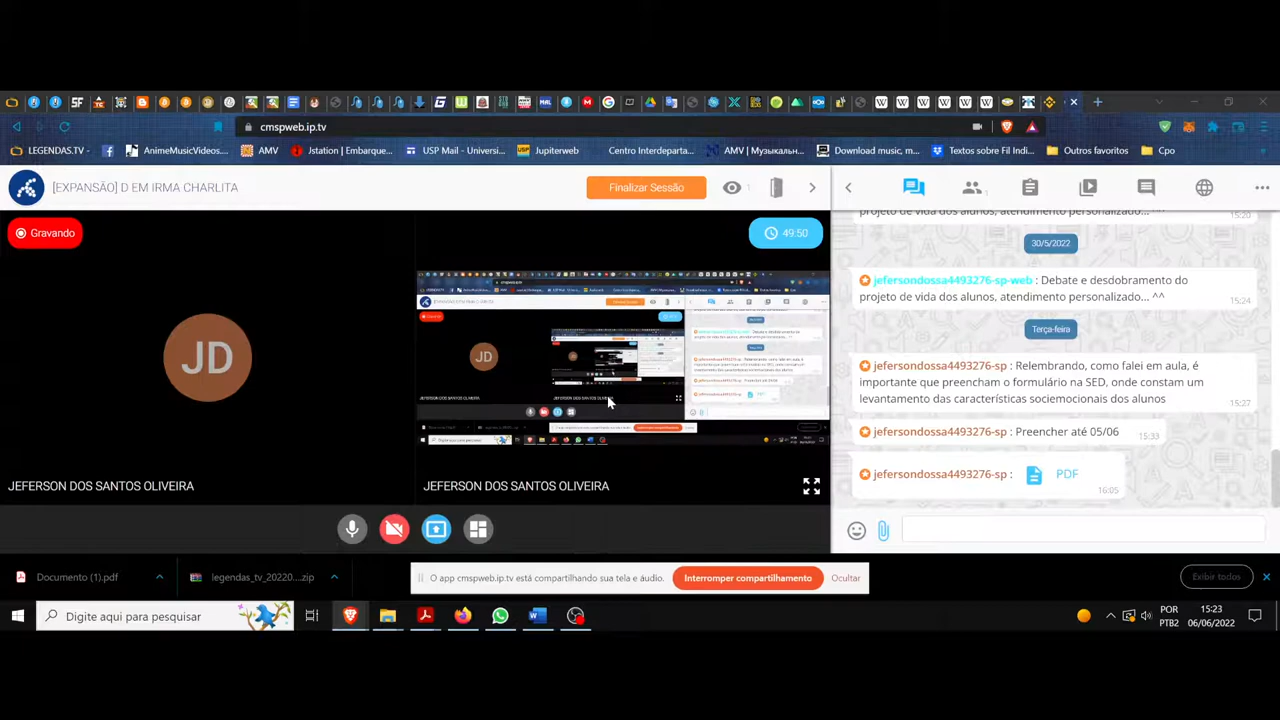 cmspweb.ip.tv
LEGENDAS.TV -
AnimeMusicVideos...
AMV
Jstation | Embarque...
USP Mail - Universi...
Jupiterweb
Centro Interdeparta...
AMV | Музыкальн...
Download music, m...
Textos sobre Fil Indi...
Outros favoritos
Cpo
[EXPANSÃO] D EM IRMA CHARLITA
Finalizar Sessão
1
1
Gravando
49:50
JD
JEFERSON DOS SANTOS OLIVEIRA
JEFERSON DOS SANTOS OLIVEIRA
projeto de vida dos alunos, atendimento personalizado... ^^
15:20
30/5/2022
jefersondossa4493276-sp-web : Debate e desdobramento do
projeto de vida dos alunos, atendimento personalizado... ^^
15:24
Terça-feira
jefersondossa4493276-sp : Relembrando, como falei em aula, é
importante que preencham o formulário na SED, onde constam um
levantamento das características sociemocionais dos alunos
15:27
jefersondossa4493276-sp : Preencher até 05/06
15:33
jefersondossa4493276-sp : PDF
16:05
Documento (1).pdf
legendas_tv_20220....zip
O app cmspweb.ip.tv está compartilhando sua tela e áudio.
Interromper compartilhamento
Ocultar
Exibir todos
Digite aqui para pesquisar
POR
PTB2
15:23
06/06/2022